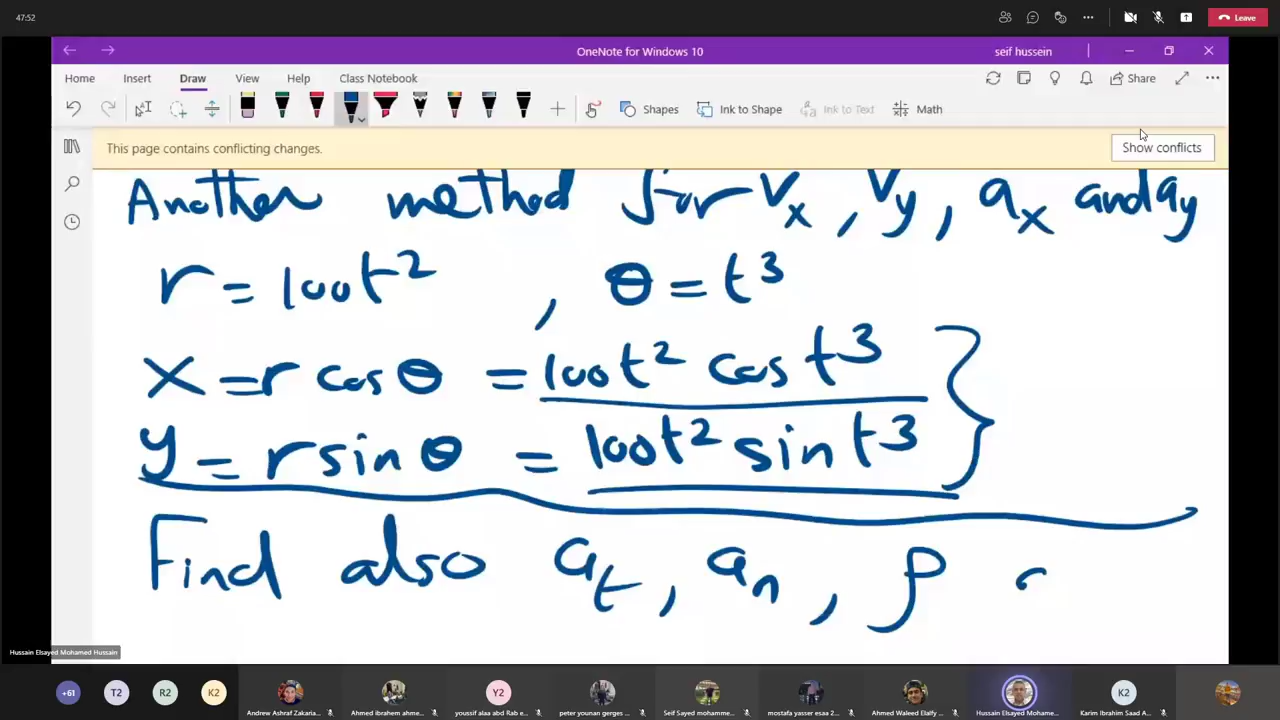 47:52
Leave
OneNote for Windows 10
seif hussein
Home Insert Draw View Help Class Notebook
Share
Shapes Ink to Shape Ink to Text Math
This page contains conflicting changes.
Show conflicts
Another method for Vx, Vy, ax and ay
r = 100t², θ = t³
x = r cos θ = 100t² cos t³
y = r sin θ = 100t² sin t³
Find also at, an, ρ
Hussain Elsayed Mohamed Hussain
+61 T2 R2 K2 Y2 K2
Andrew Ashraf Zakaria... Ahmed ibrahem ahme... youssif alaa abd Rab e... peter younan gerges ... Seif Sayed mohamme... mostafa yasser esaa 2... Ahmed Waleed Elalfy ... Hussain Elsayed Mohame... Karim Ibrahim Saad A...